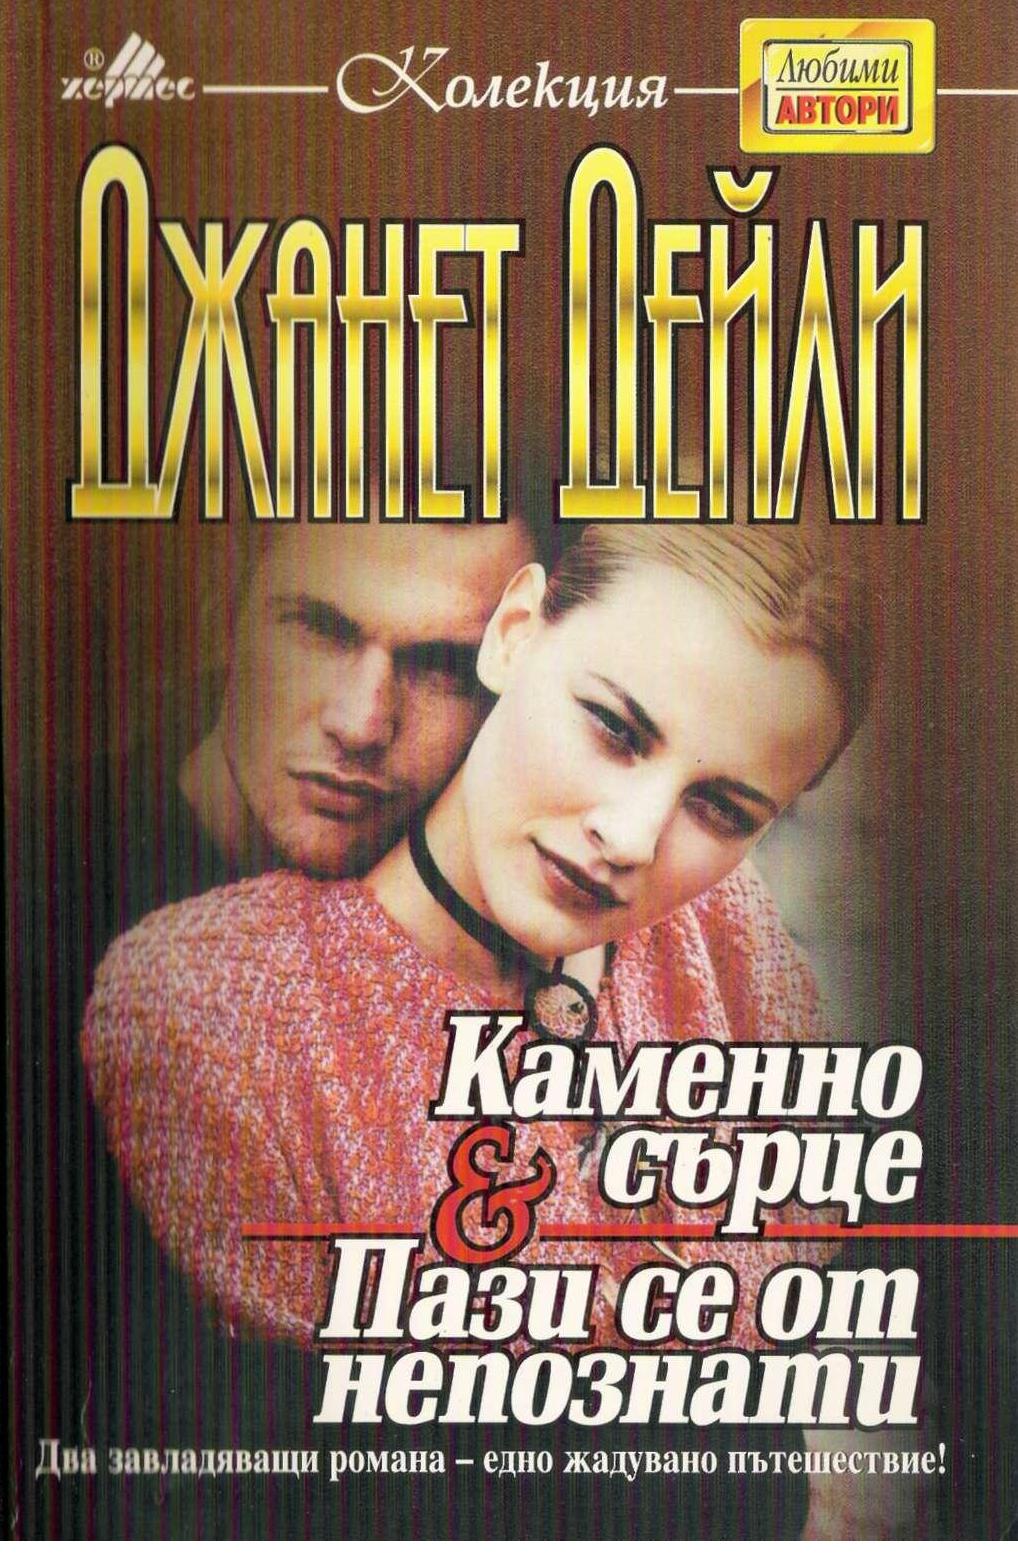 ® хермес
Колекция
Любими
АВТОРИ
ДЖАНЕТ ДЕЙЛИ
Каменно
сърце
&
Пази се от
непознати
Два завладяващи романа – едно жадувано пътешествие!